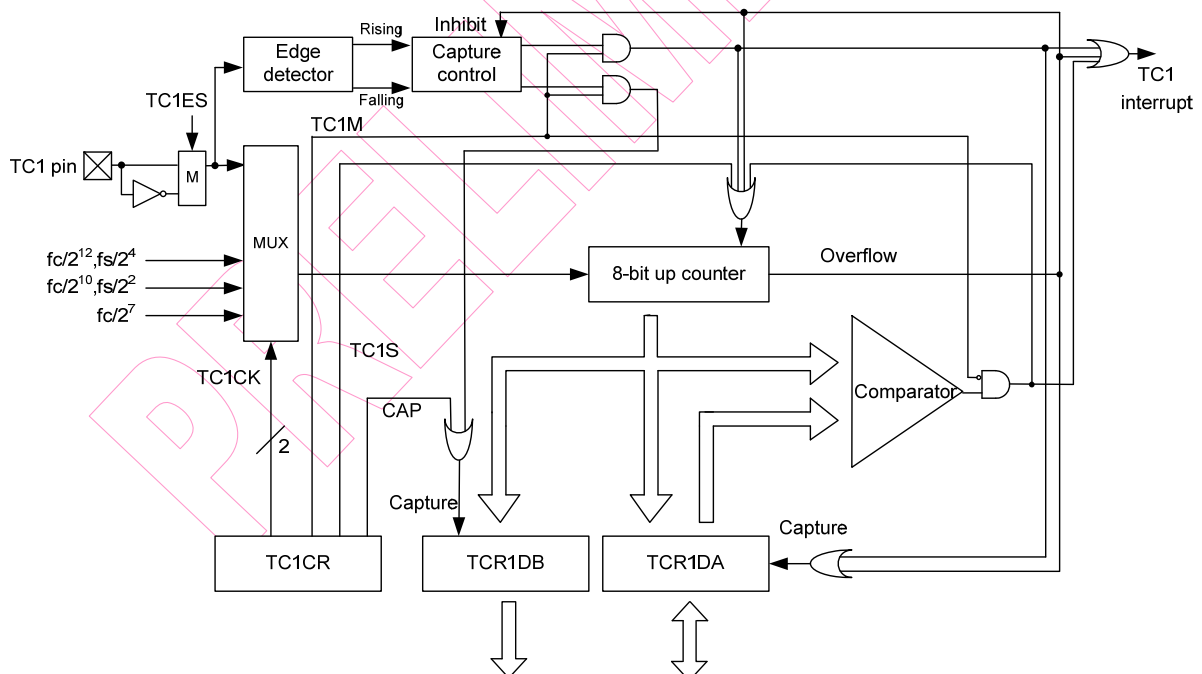 Rising
Inhibit
Edge detector
Capture control
Falling
TC1 interrupt
TC1ES
TC1M
TC1 pin
M
MUX
fc/2^12,fs/2^4
fc/2^10,fs/2^2
fc/2^7
8-bit up counter
Overflow
TC1S
TC1CK
CAP
Comparator
2
Capture
Capture
TC1CR
TCR1DB
TCR1DA